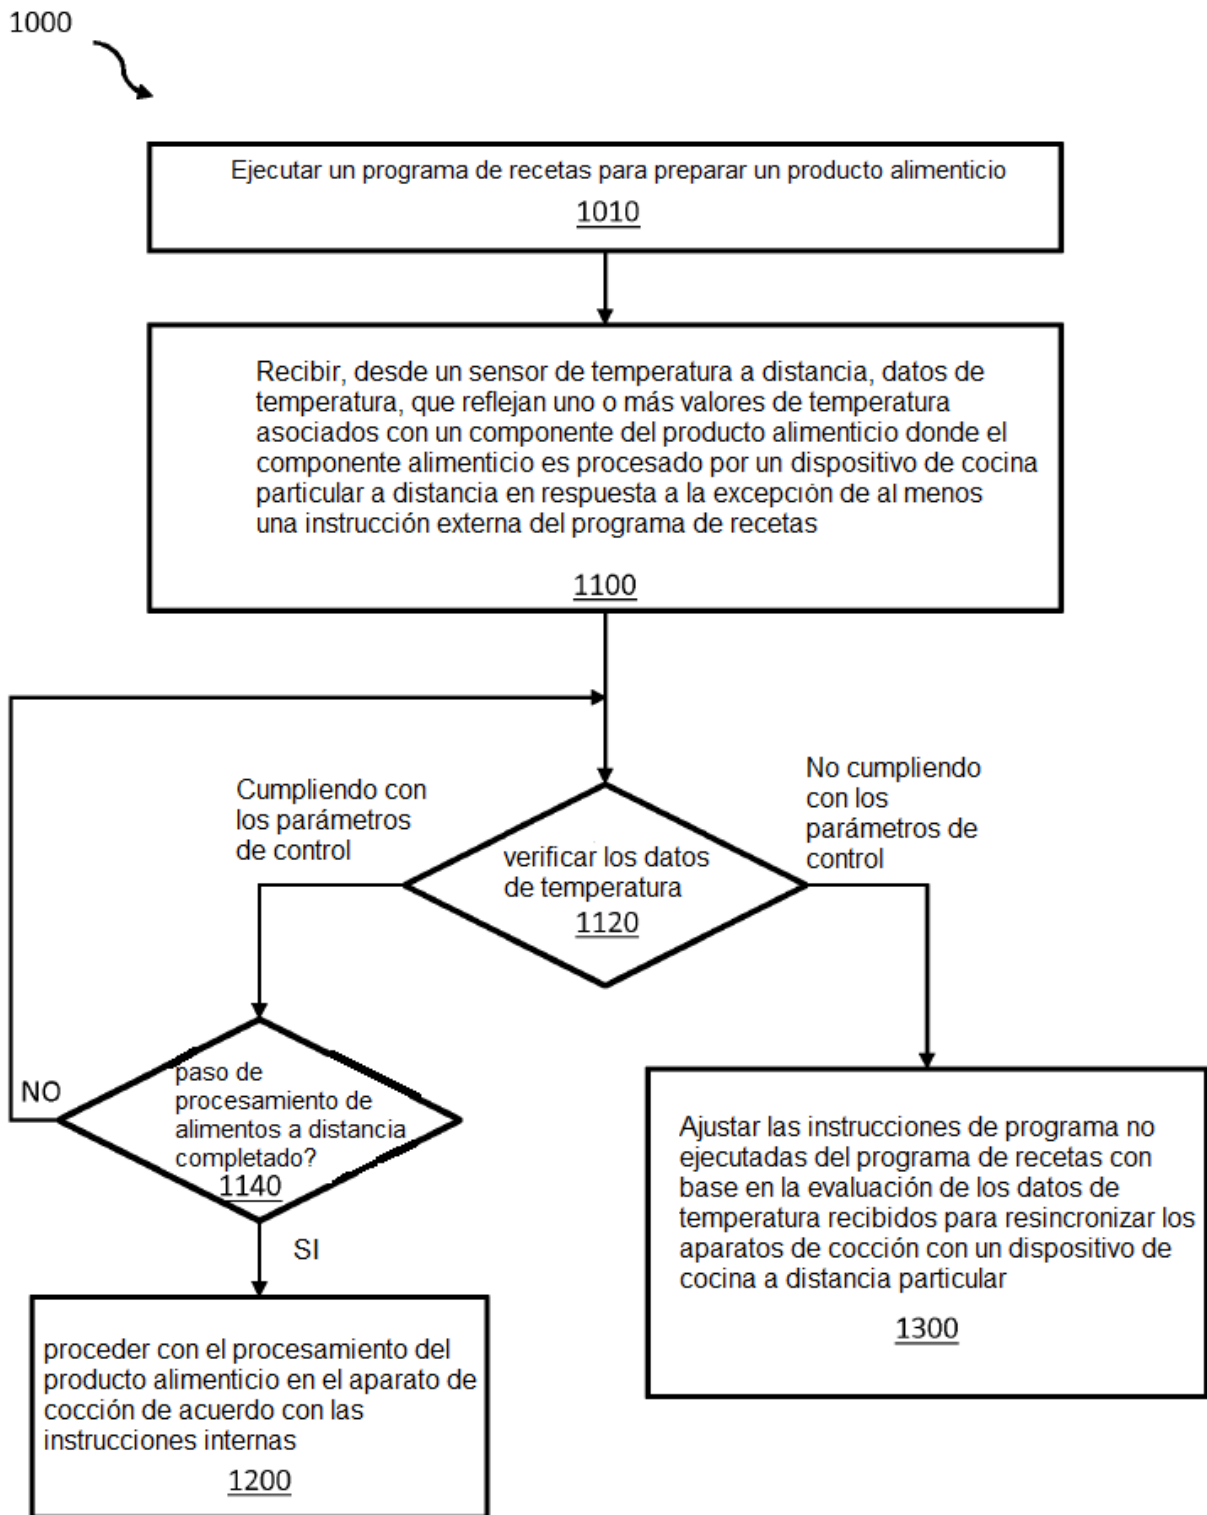 1000
Ejecutar un programa de recetas para preparar un producto alimenticio
1010
Recibir, desde un sensor de temperatura a distancia, datos de
temperatura, que reflejan uno o más valores de temperatura
asociados con un componente del producto alimenticio donde el
componente alimenticio es procesado por un dispositivo de cocina
particular a distancia en respuesta a la excepción de al menos
una instrucción externa del programa de recetas
1100
Cumpliendo con
los parámetros
de control
No cumpliendo
con los
parámetros de
control
verificar los datos
de temperatura
1120
NO
paso de
procesamiento de
alimentos a distancia
completado?
1140
SI
Ajustar las instrucciones de programa no
ejecutadas del programa de recetas con
base en la evaluación de los datos de
temperatura recibidos para resincronizar los
aparatos de cocción con un dispositivo de
cocina a distancia particular
1300
proceder con el procesamiento del
producto alimenticio en el aparato de
cocción de acuerdo con las
instrucciones internas
1200